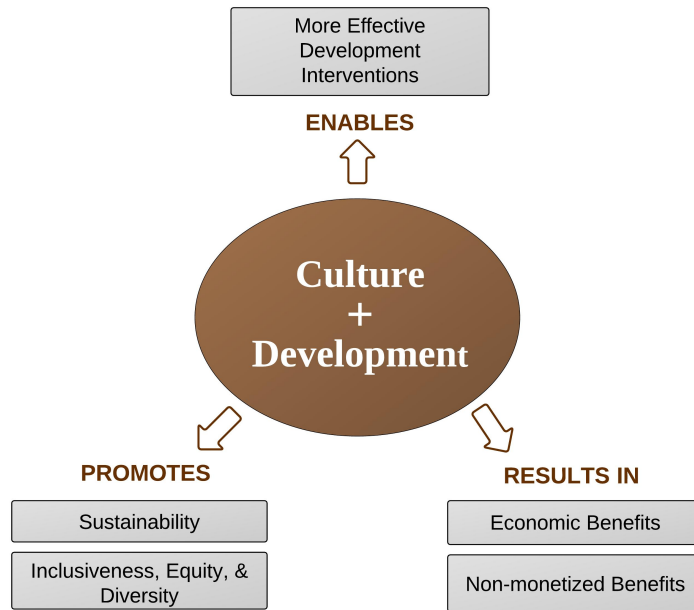 More Effective
Development
Interventions
ENABLES
Culture
+
Development
PROMOTES
Sustainability
Inclusiveness, Equity, &
Diversity
RESULTS IN
Economic Benefits
Non-monetized Benefits